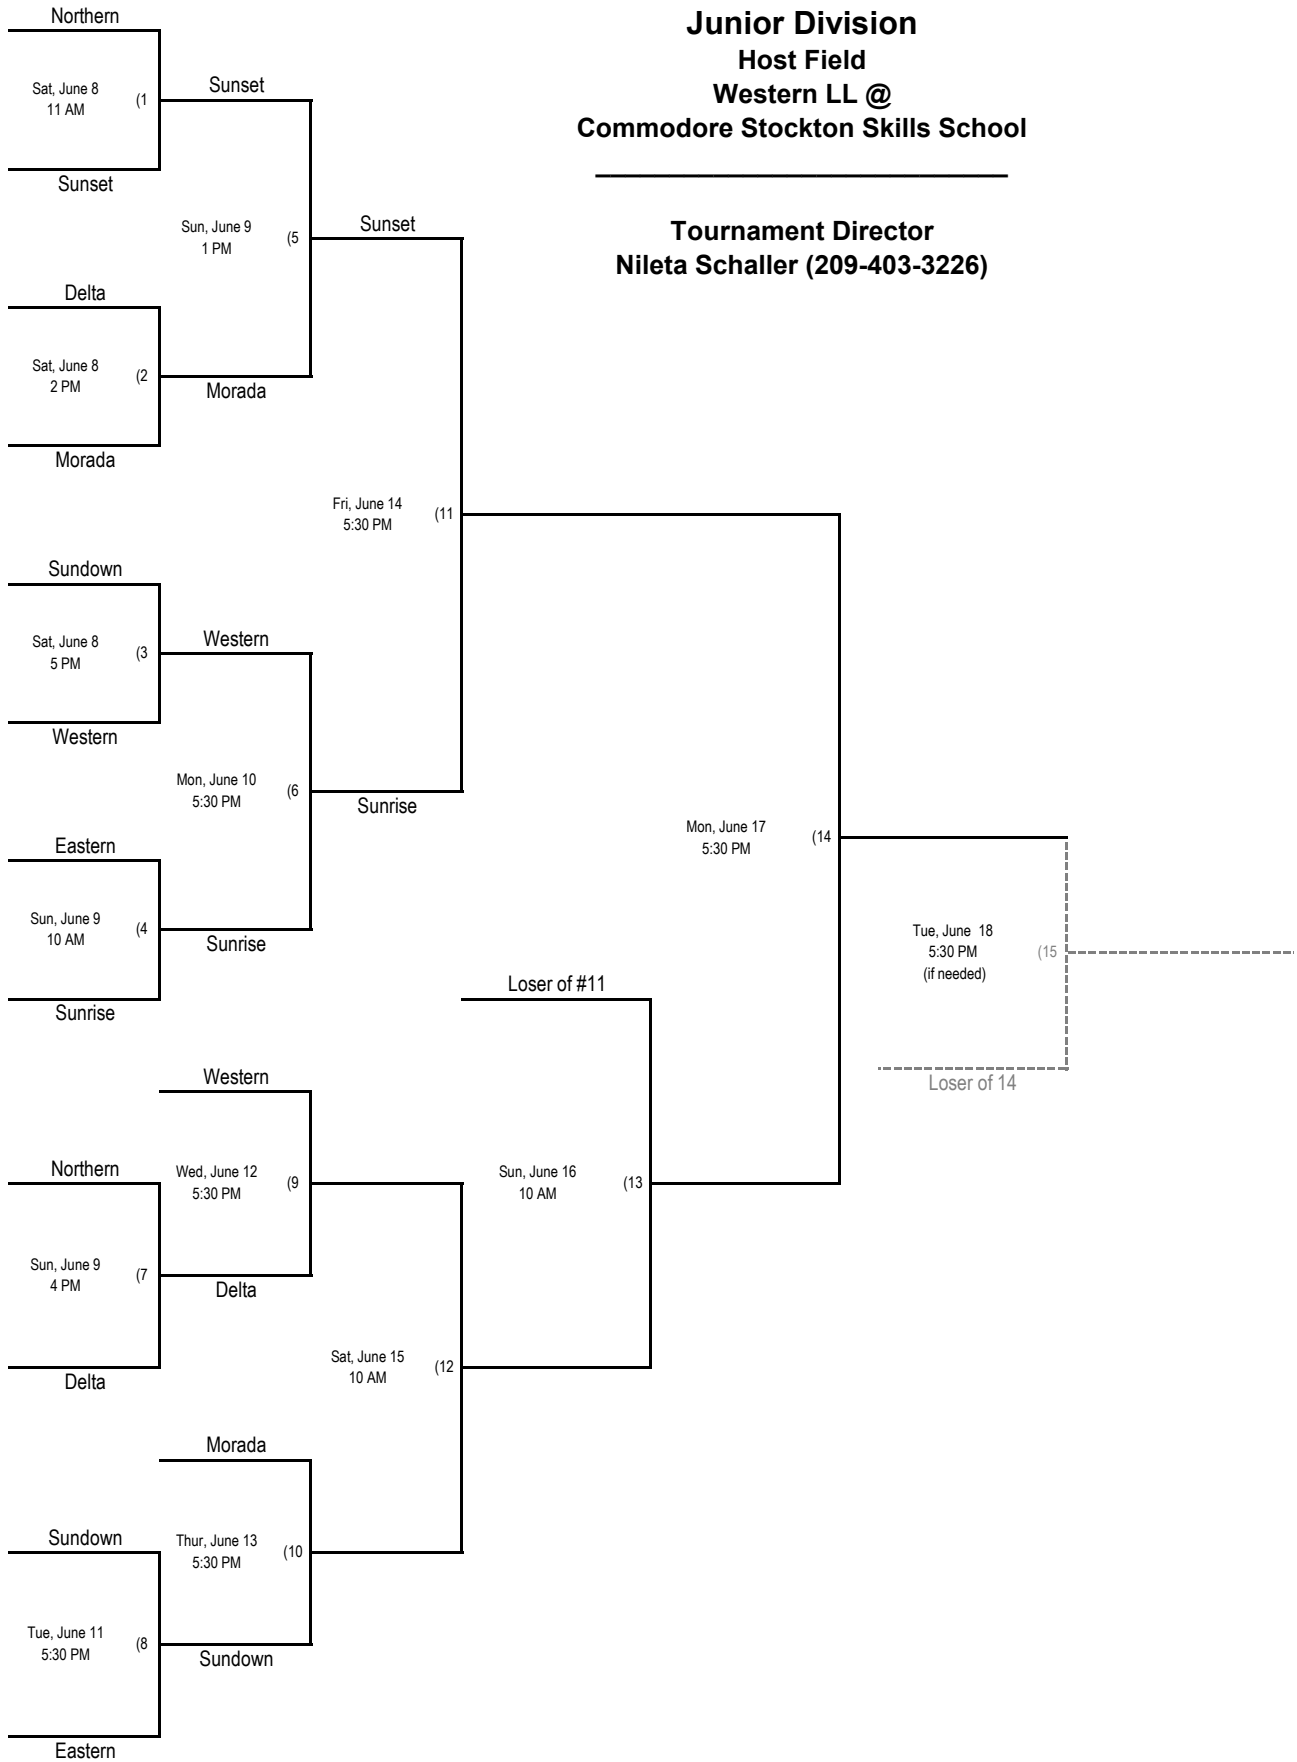 Northern
Junior Division
Host Field
Western LL @
Commodore Stockton Skills School
Sat, June 8
11 AM
(1
Sunset
Sunset
Tournament Director
Nileta Schaller (209-403-3226)
Sun, June 9
1 PM
(5
Sunset
Delta
Sat, June 8
2 PM
(2
Morada
Morada
Fri, June 14
5:30 PM
(11
Sundown
Sat, June 8
5 PM
(3
Western
Western
Mon, June 10
5:30 PM
(6
Sunrise
Mon, June 17
5:30 PM
(14
Eastern
Sun, June 9
10 AM
(4
Sunrise
Sunrise
Tue, June  18
5:30 PM
(if needed)
(15
Loser of #11
Loser of 14
Western
Northern
Wed, June 12
5:30 PM
(9
Sun, June 16
10 AM
(13
Sun, June 9
4 PM
(7
Delta
Delta
Sat, June 15
10 AM
(12
Morada
Sundown
Thur, June 13
5:30 PM
(10
Tue, June 11
5:30 PM
(8
Sundown
Eastern